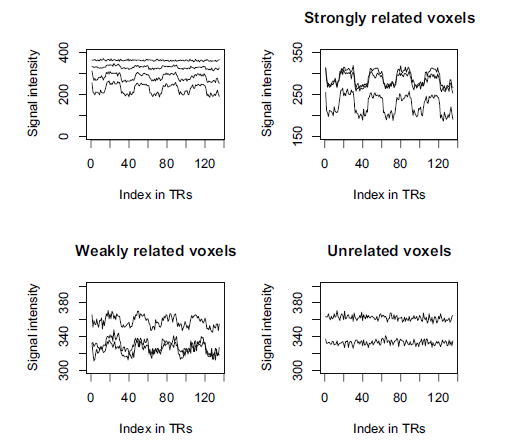 Strongly related voxels
Signal intensity
0 200 400
0 40 80 120
Index in TRs
Signal intensity
150 250 350
0 40 80 120
Index in TRs
Weakly related voxels
Unrelated voxels
Signal intensity
300 340 380
0 40 80 120
Index in TRs
Signal intensity
300 340 380
0 40 80 120
Index in TRs